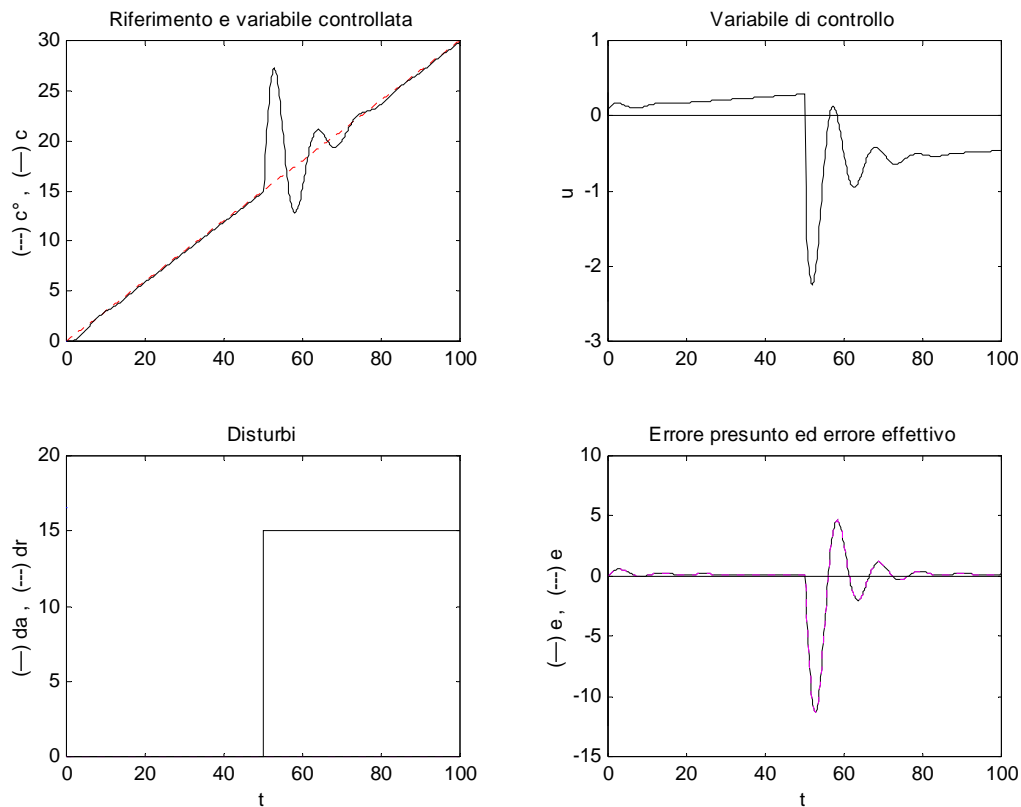 Riferimento e variabile controllata
30
25
20
15
10
5
0
0 20 40 60 80 100
(---) c° , (—) c
Variabile di controllo
1
0
-1
-2
-3
0 20 40 60 80 100
u
Disturbi
20
15
10
5
0
0 20 40 60 80 100
t
(—) da , (---) dr
Errore presunto ed errore effettivo
10
5
0
-5
-10
-15
0 20 40 60 80 100
t
(—) e , (---) e